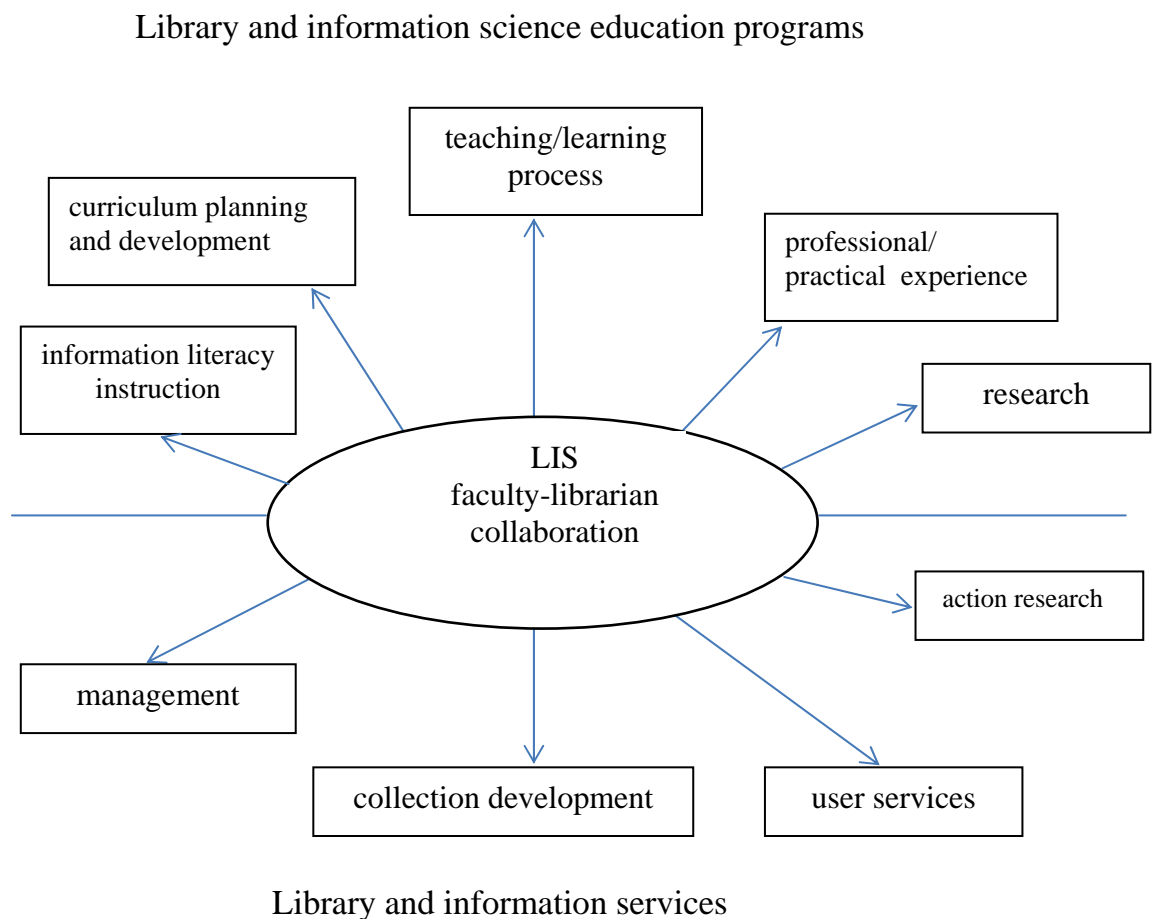 Library and information science education programs
teaching/learning
process
curriculum planning
and development
professional/
practical experience
information literacy
instruction
research
LIS
faculty-librarian
collaboration
action research
management
collection development
user services
Library and information services